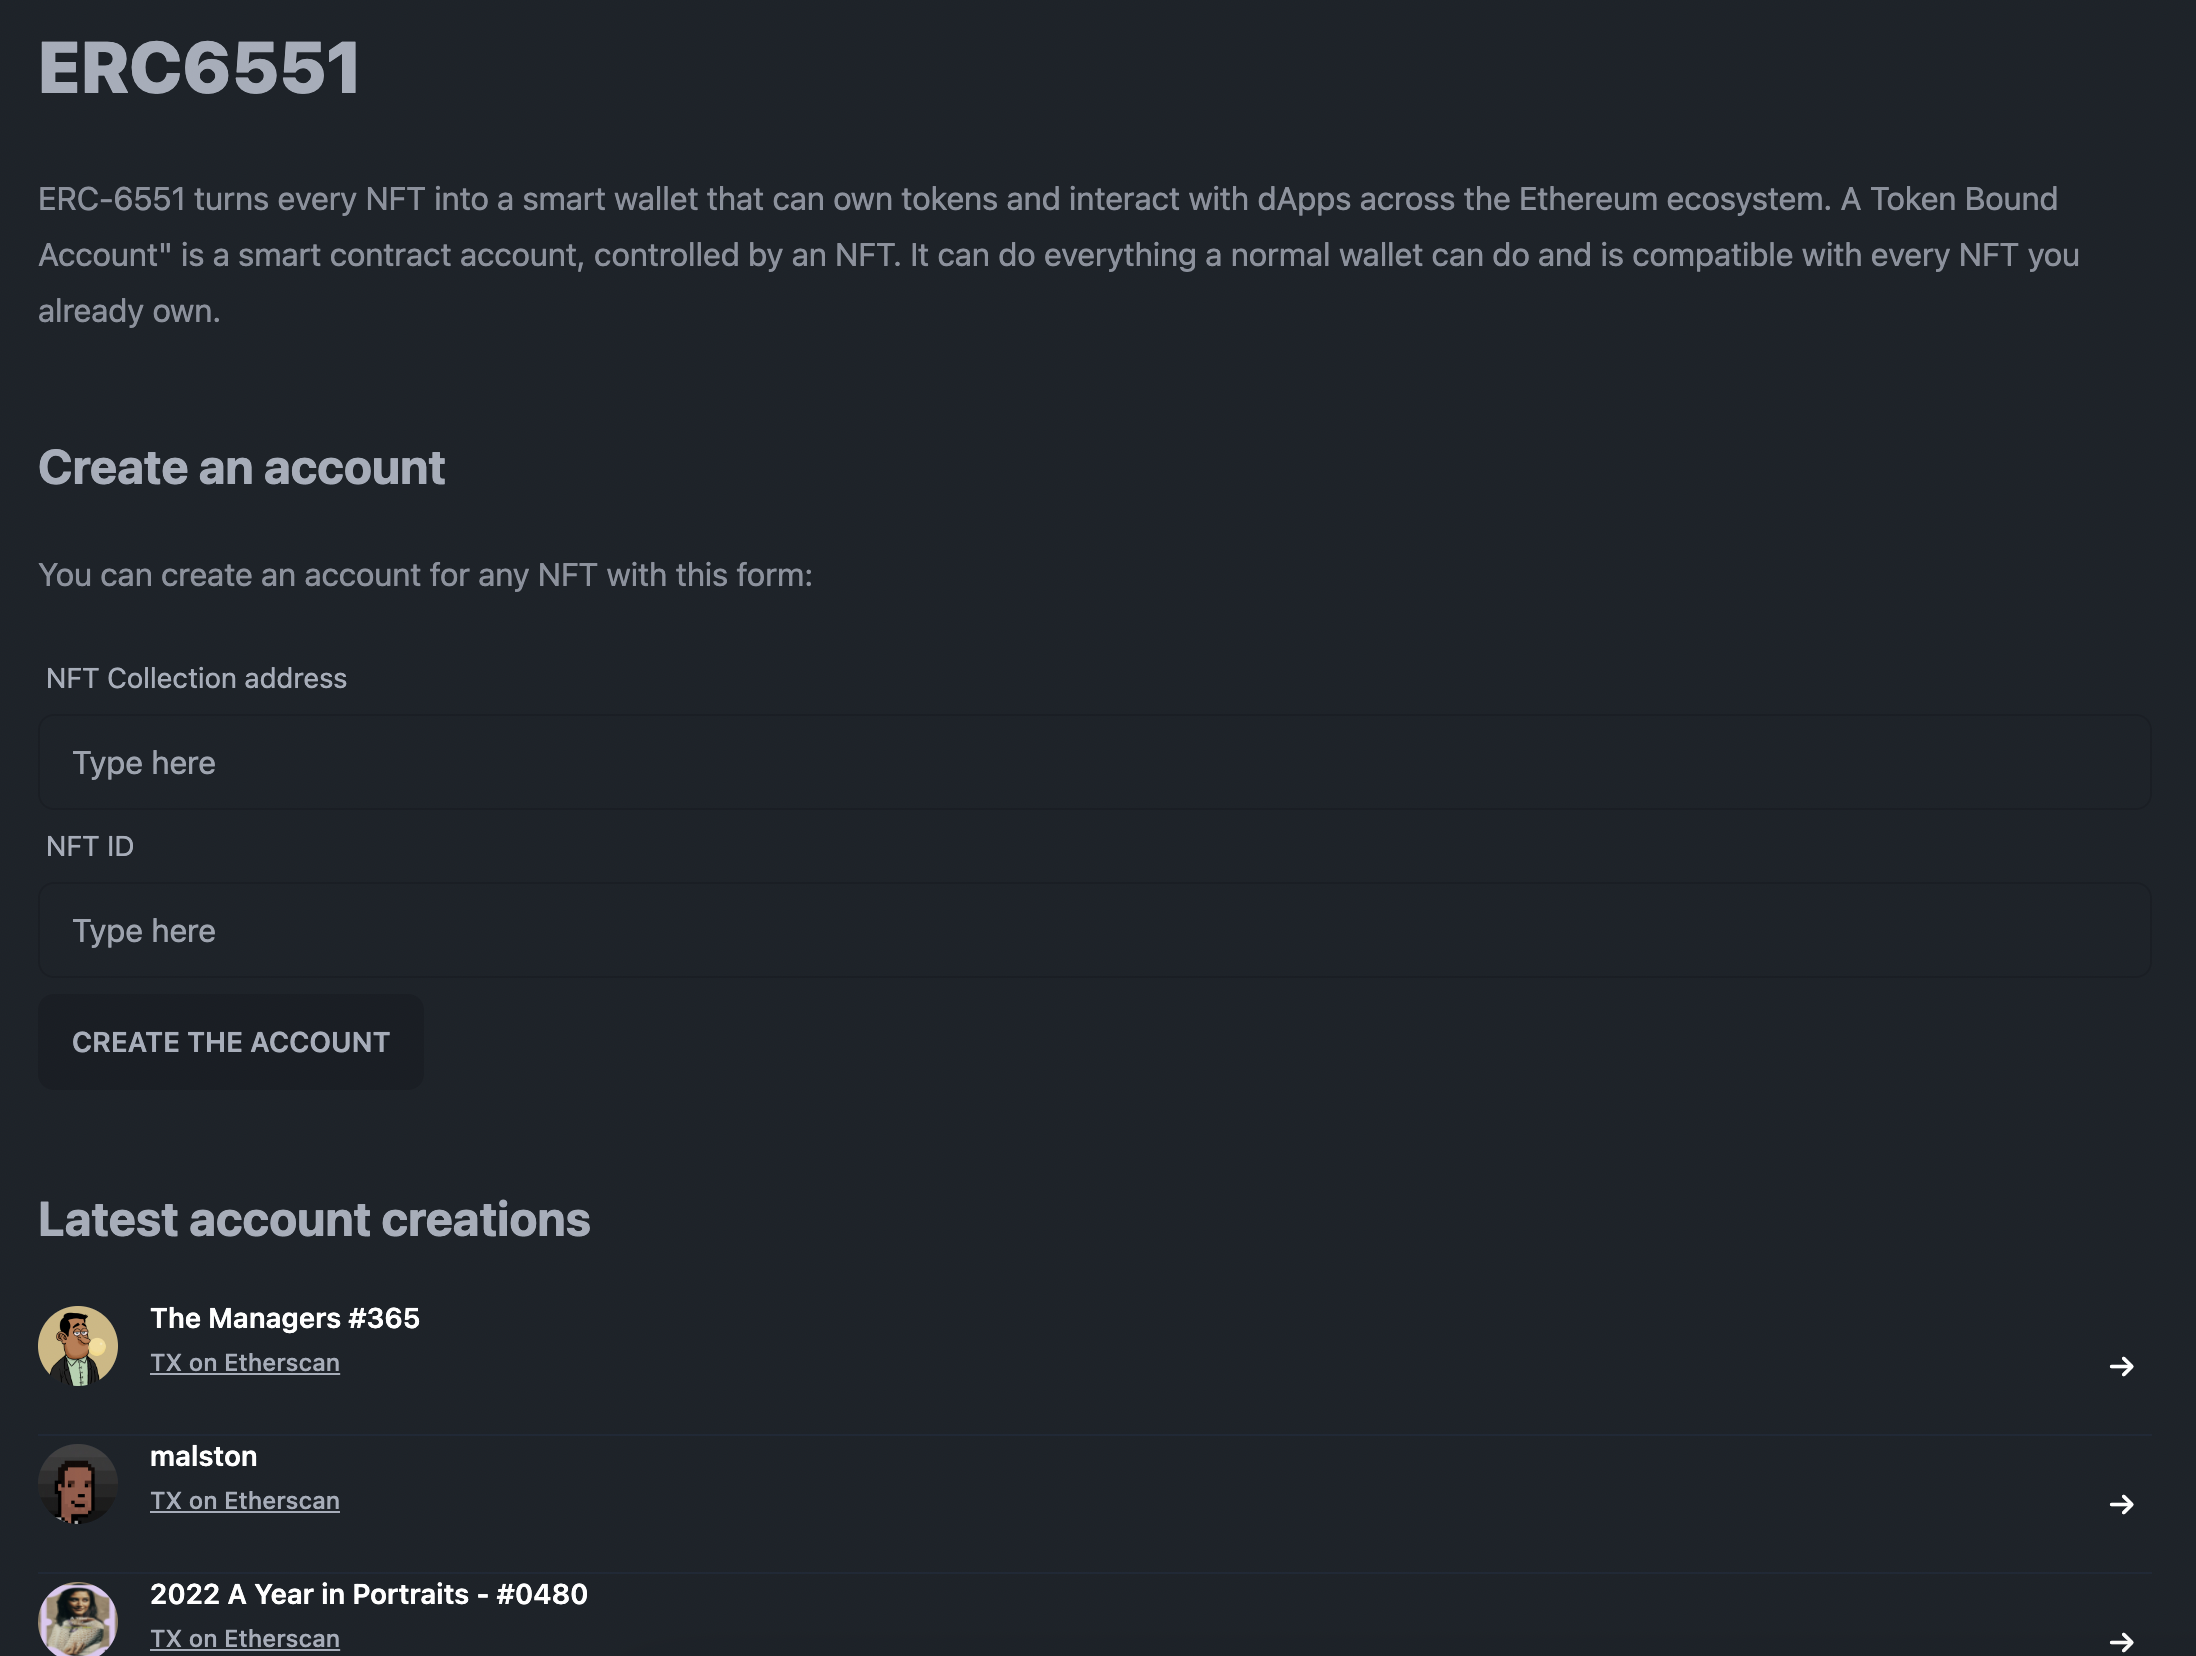 ERC6551
ERC-6551 turns every NFT into a smart wallet that can own tokens and interact with dApps across the Ethereum ecosystem. A Token Bound
Account" is a smart contract account, controlled by an NFT. It can do everything a normal wallet can do and is compatible with every NFT you
already own.
Create an account
You can create an account for any NFT with this form:
NFT Collection address
Type here
NFT ID
Type here
CREATE THE ACCOUNT
Latest account creations
The Managers #365
TX on Etherscan
malston
TX on Etherscan
2022 A Year in Portraits - #0480
TX on Etherscan